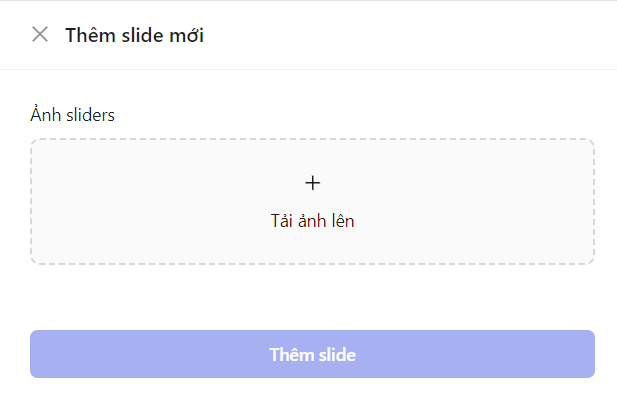 Thêm slide mới
Ảnh sliders
Tải ảnh lên
Thêm slide